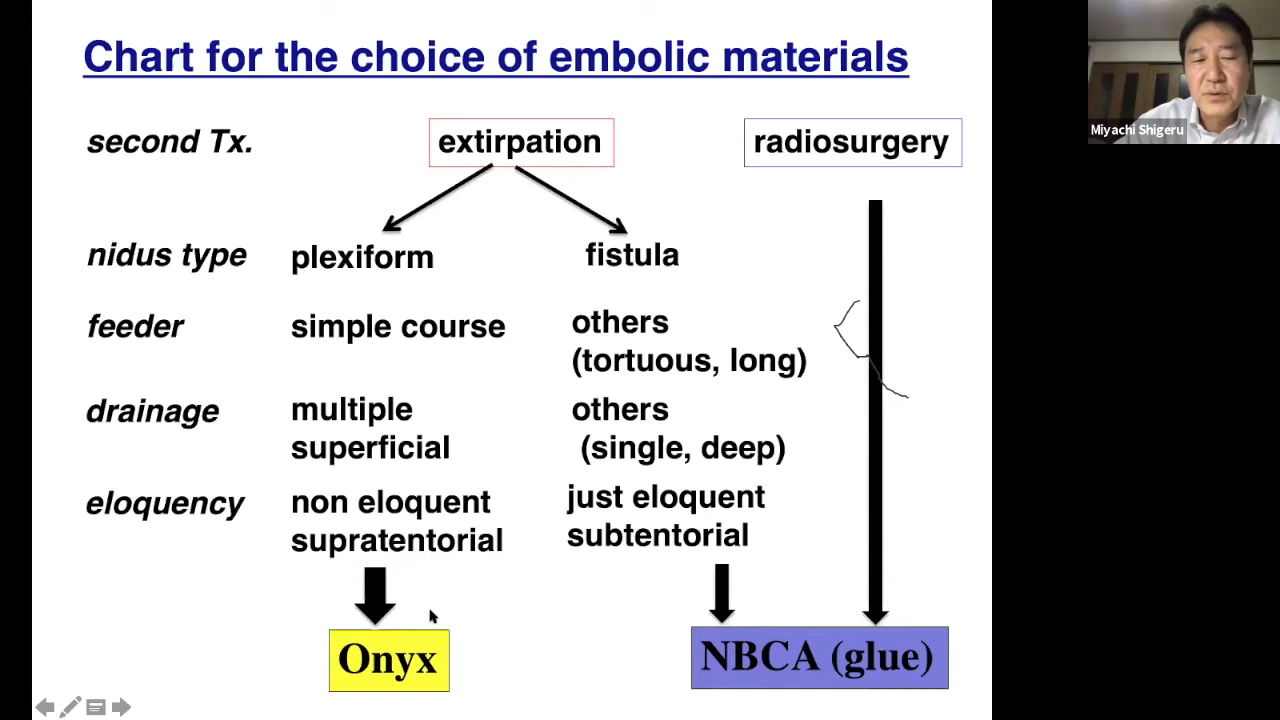 Chart for the choice of embolic materials
Miyachi Shigeru
second Tx. extirpation radiosurgery
nidus type plexiform fistula
feeder simple course others
(tortuous, long)
drainage multiple others
superficial (single, deep)
eloquency non eloquent just eloquent
supratentorial subtentorial
Onyx NBCA (glue)